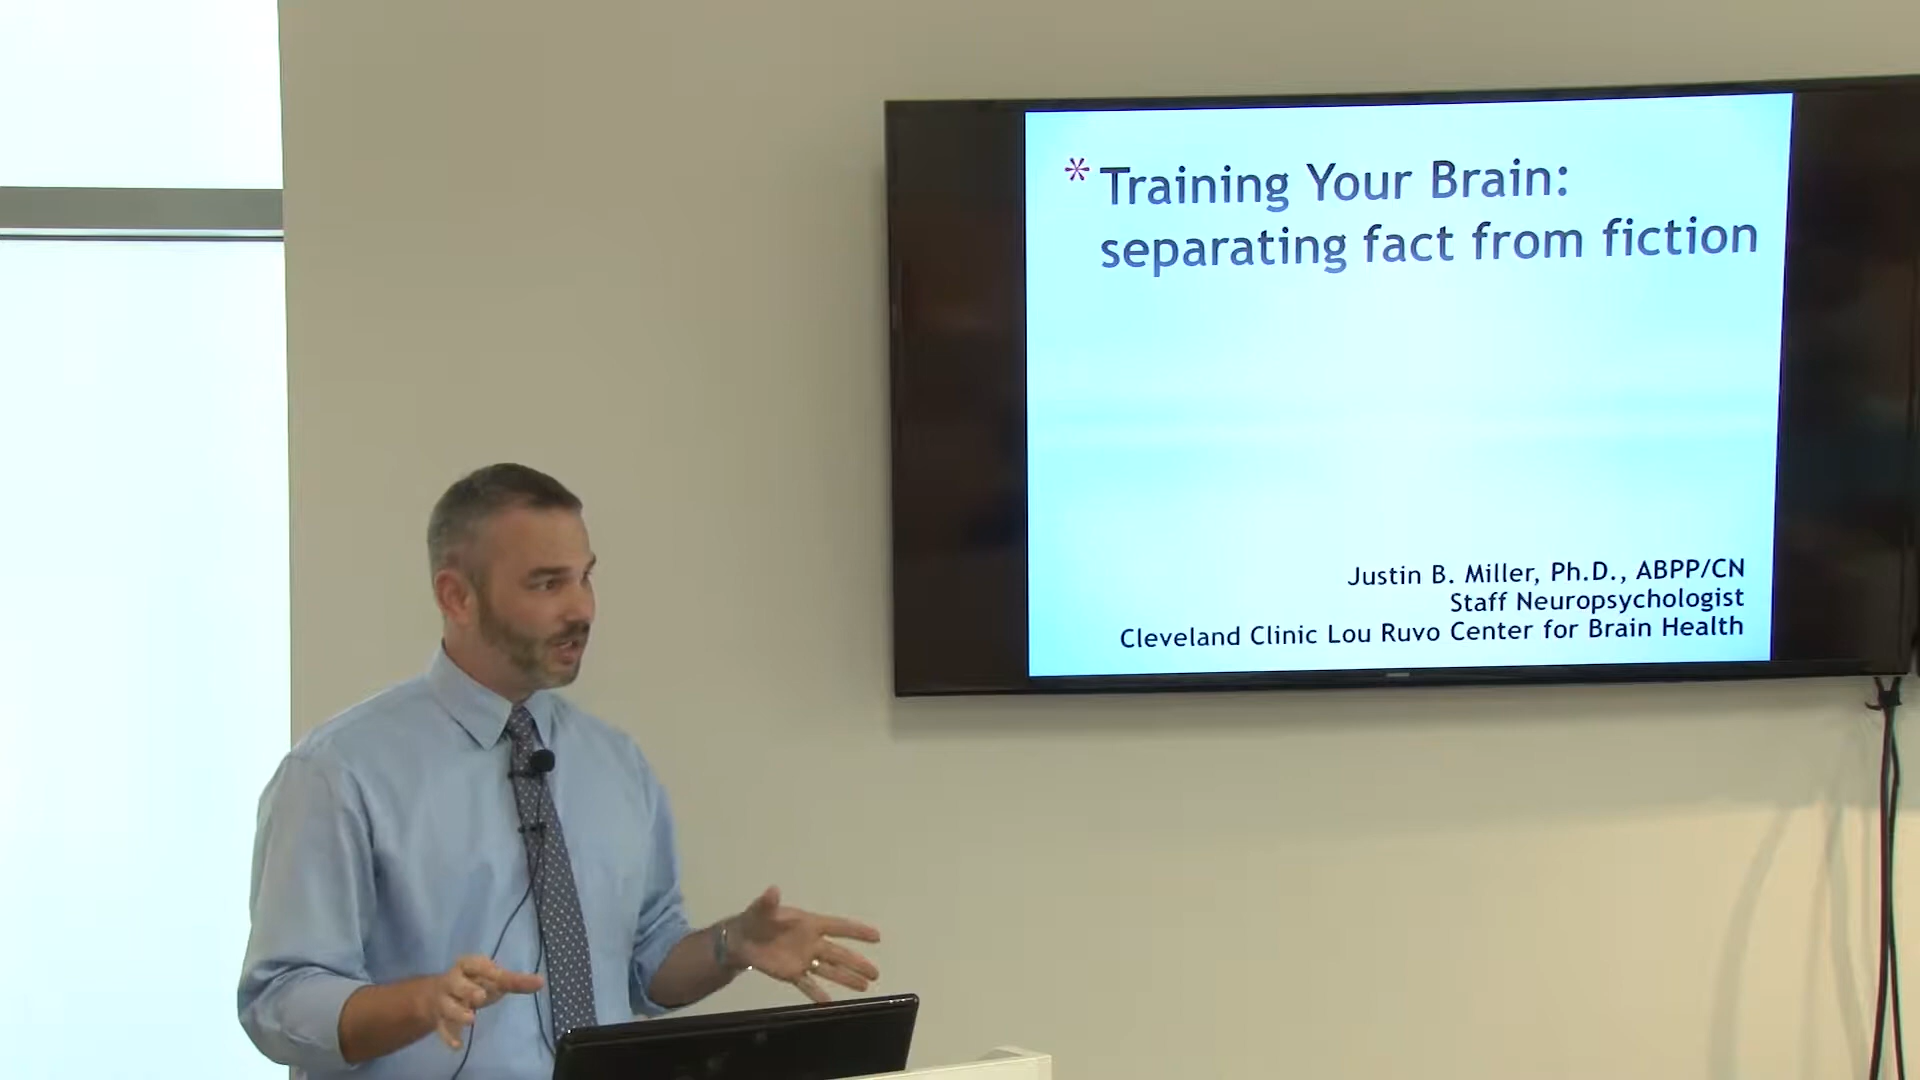 * Training Your Brain:
separating fact from fiction
Justin B. Miller, Ph.D., ABPP/CN
Staff Neuropsychologist
Cleveland Clinic Lou Ruvo Center for Brain Health